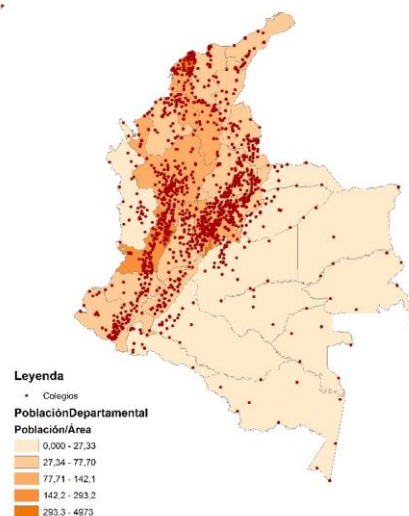 Leyenda
Colegios
PoblaciónDepartamental
Población/Área
0,000 - 27,33
27,34 - 77,70
77,71 - 142,1
142,2 - 293,2
293,3 - 4973